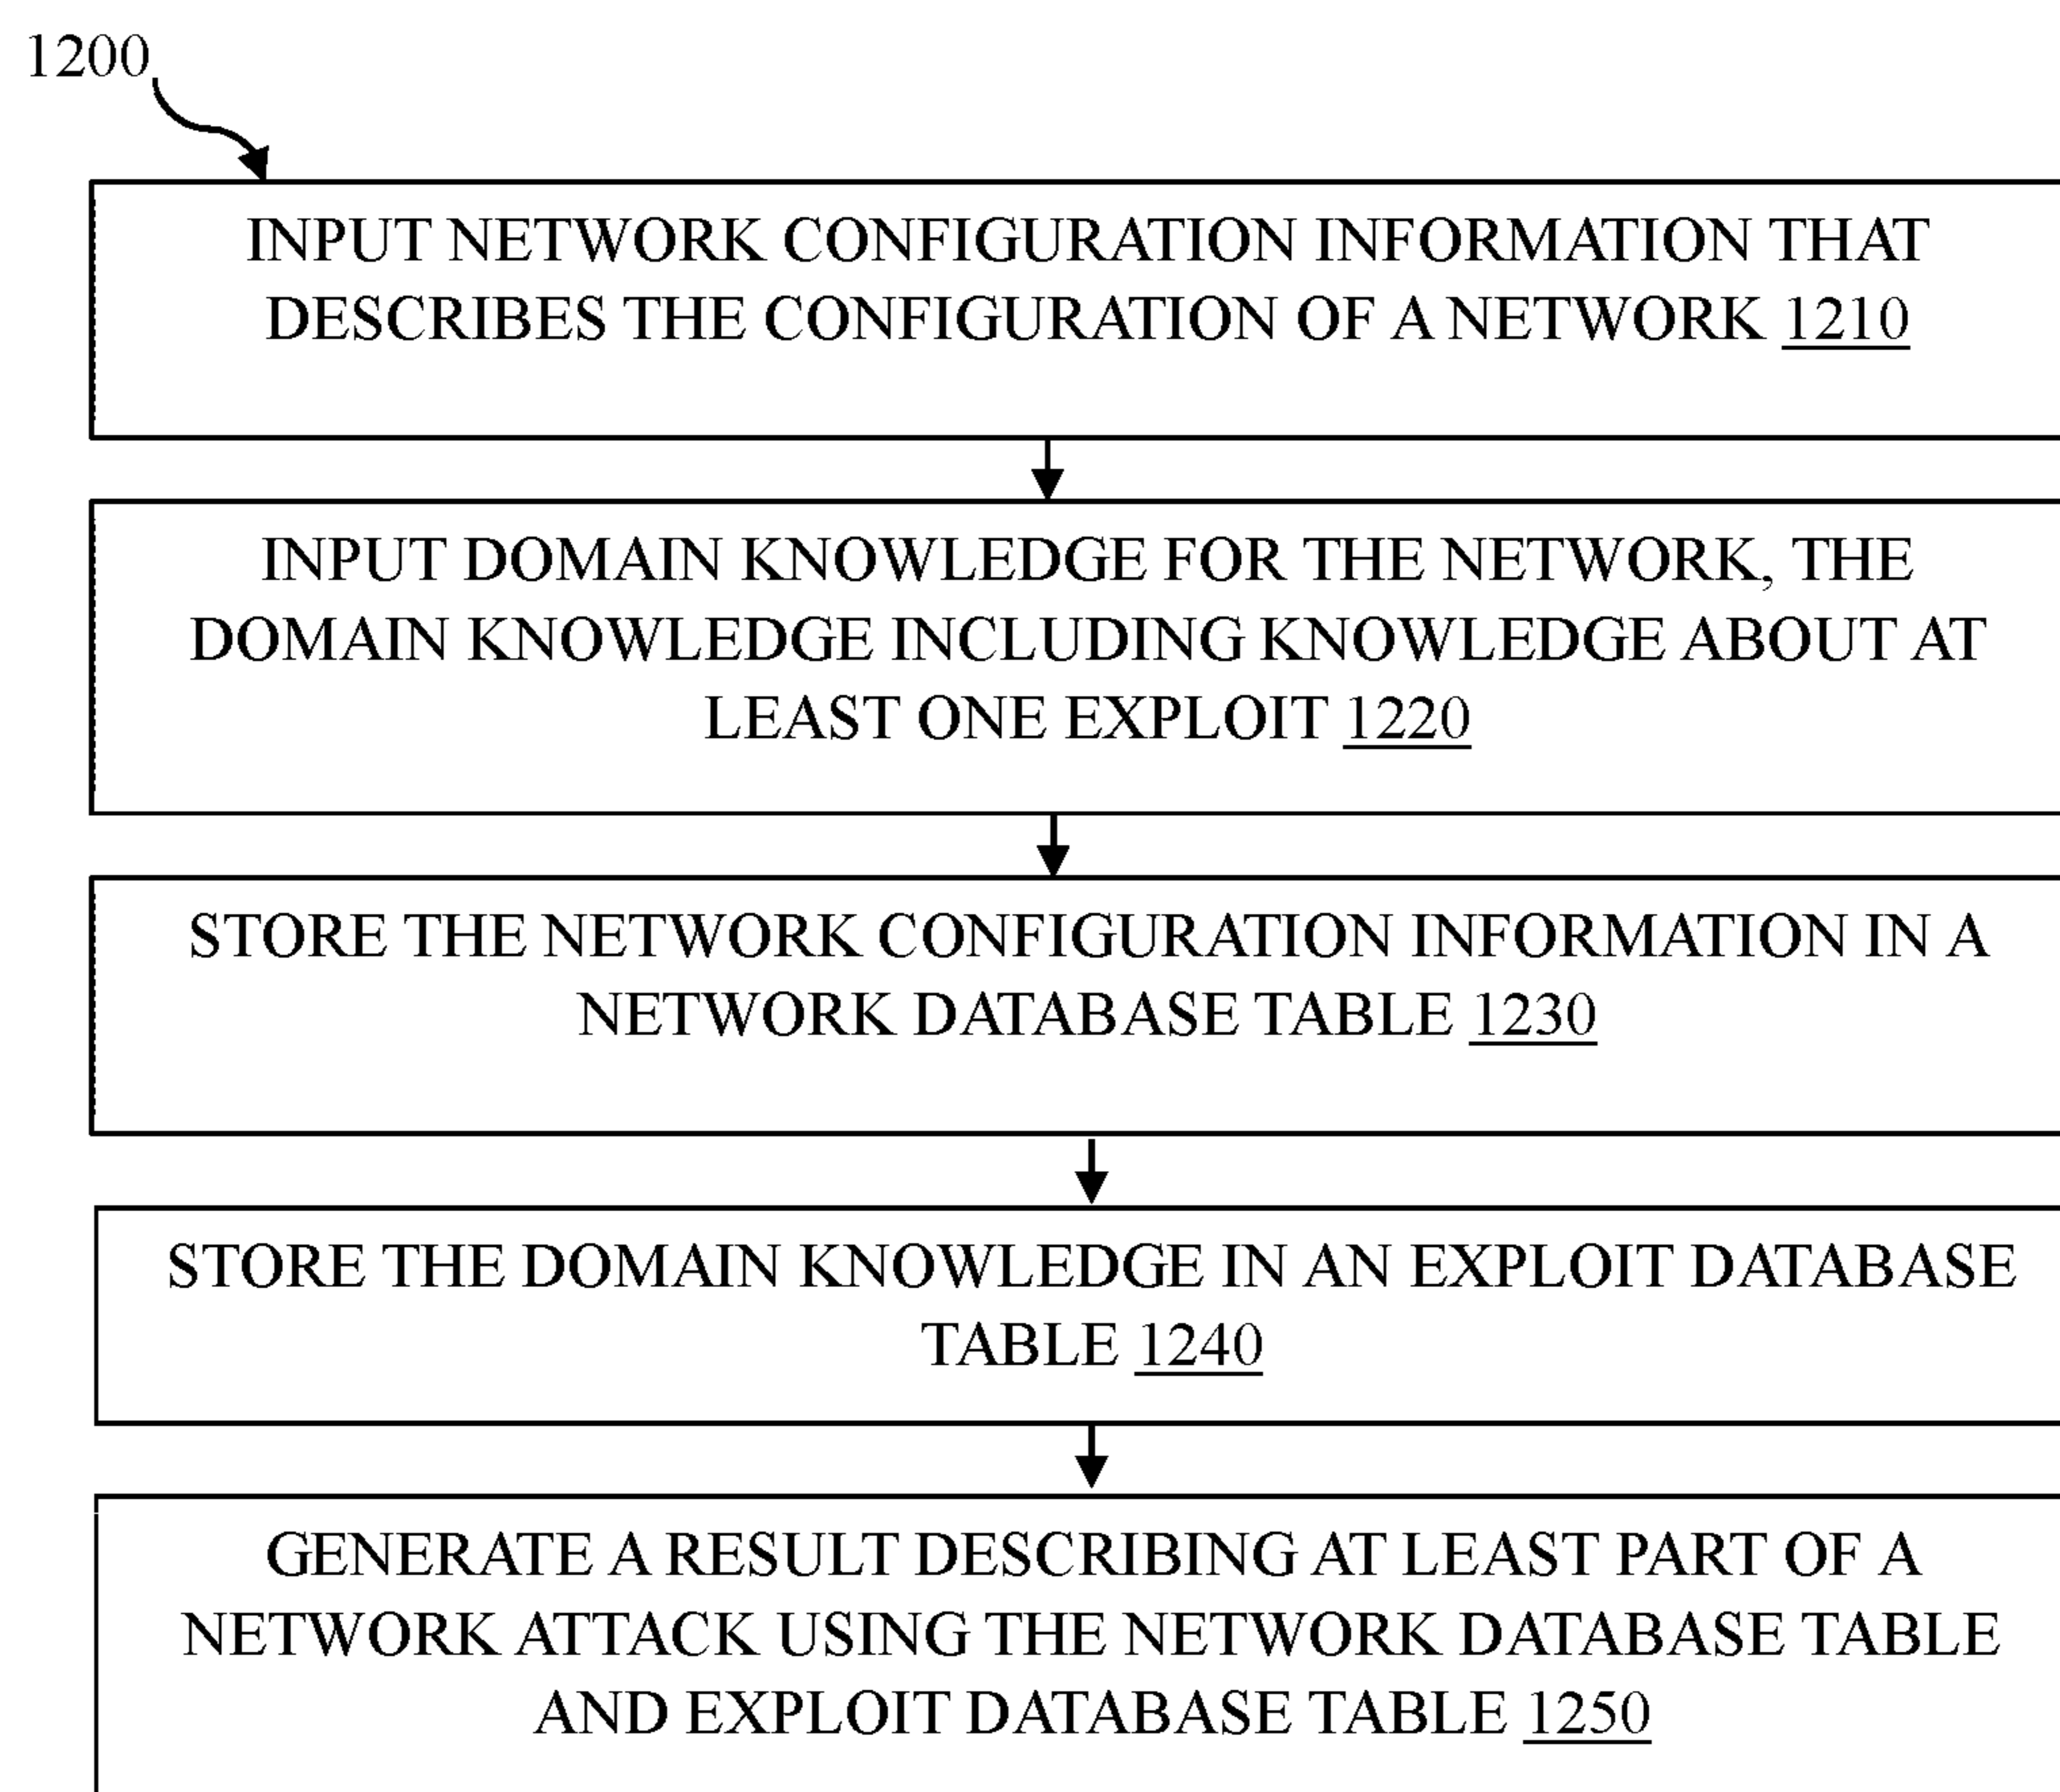 1200
INPUT NETWORK CONFIGURATION INFORMATION THAT
DESCRIBES THE CONFIGURATION OF A NETWORK 1210
INPUT DOMAIN KNOWLEDGE FOR THE NETWORK, THE
DOMAIN KNOWLEDGE INCLUDING KNOWLEDGE ABOUT AT
LEAST ONE EXPLOIT 1220
STORE THE NETWORK CONFIGURATION INFORMATION IN A
NETWORK DATABASE TABLE 1230
STORE THE DOMAIN KNOWLEDGE IN AN EXPLOIT DATABASE
TABLE 1240
GENERATE A RESULT DESCRIBING AT LEAST PART OF A
NETWORK ATTACK USING THE NETWORK DATABASE TABLE
AND EXPLOIT DATABASE TABLE 1250